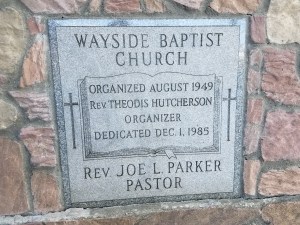 WAYSIDE BAPTIST
CHURCH
ORGANIZED AUGUST 1949
REV THEODIS HUTCHERSON
ORGANIZER
DEDICATED DEC. 1, 1985
REV. JOE L. PARKER
PASTOR